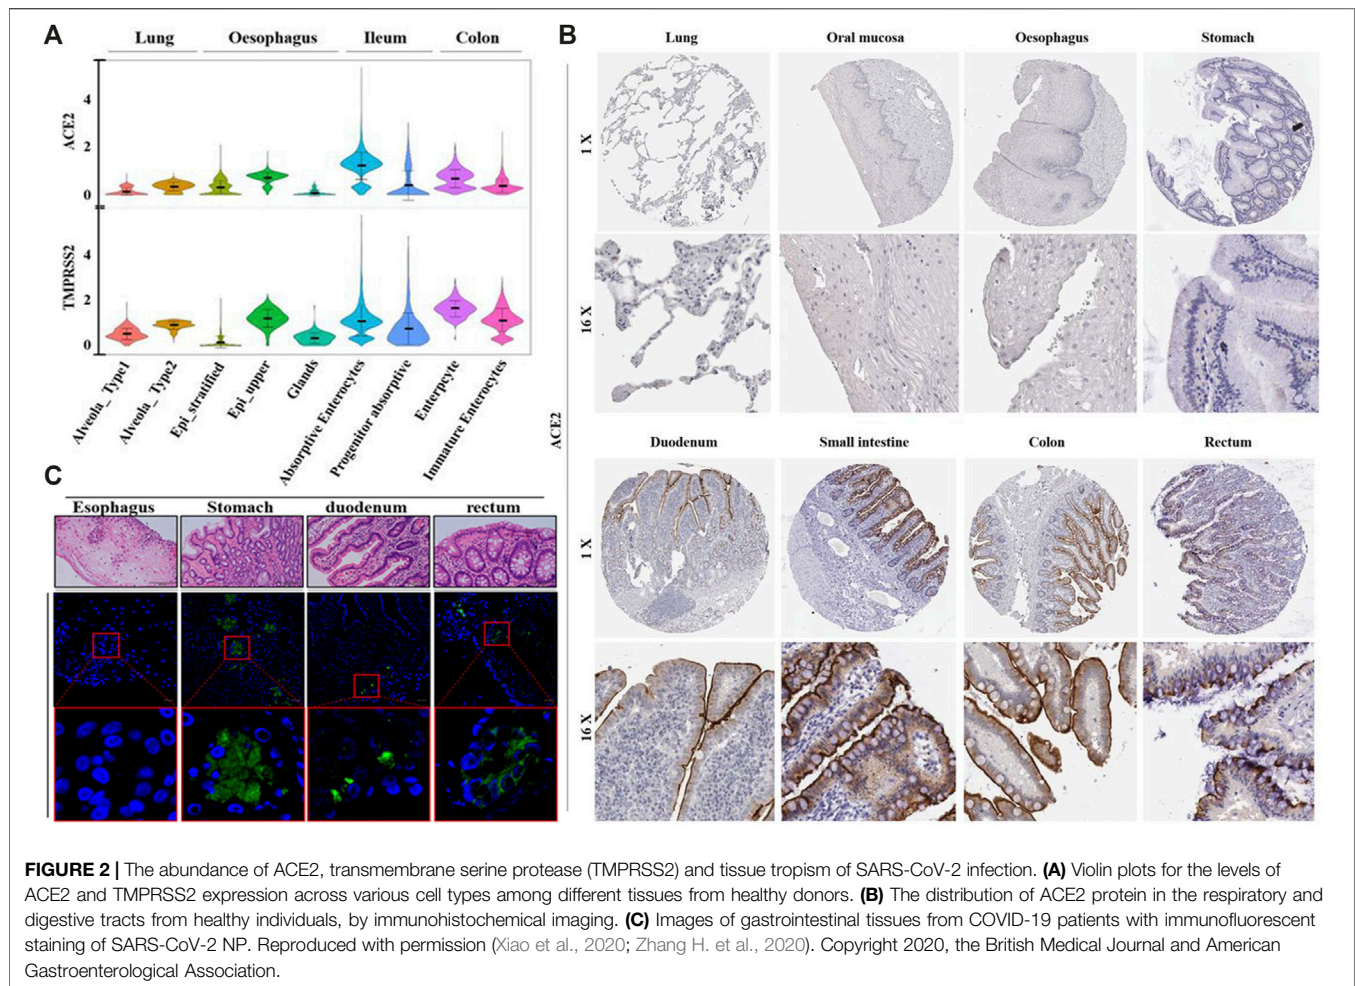 A
Lung
Oesophagus
Ileum
Colon
ACE2
4
2
0
TMPRSS2
4
2
0
Alveola_ Type1
Alveola_ Type2
Epi_stratified
Epi_upper
Glands
Absorptive Enterocytes
Progenitor absorptive
Enterpcyte
Immature Enterocytes
B
ACE2
Lung
Oral mucosa
Oesophagus
Stomach
1 X
16 X
Duodenum
Small intestine
Colon
Rectum
1 X
16 X
C
Esophagus
Stomach
duodenum
rectum
FIGURE 2 | The abundance of ACE2, transmembrane serine protease (TMPRSS2) and tissue tropism of SARS-CoV-2 infection. (A) Violin plots for the levels of
ACE2 and TMPRSS2 expression across various cell types among different tissues from healthy donors. (B) The distribution of ACE2 protein in the respiratory and
digestive tracts from healthy individuals, by immunohistochemical imaging. (C) Images of gastrointestinal tissues from COVID-19 patients with immunofluorescent
staining of SARS-CoV-2 NP. Reproduced with permission (Xiao et al., 2020; Zhang H. et al., 2020). Copyright 2020, the British Medical Journal and American
Gastroenterological Association.